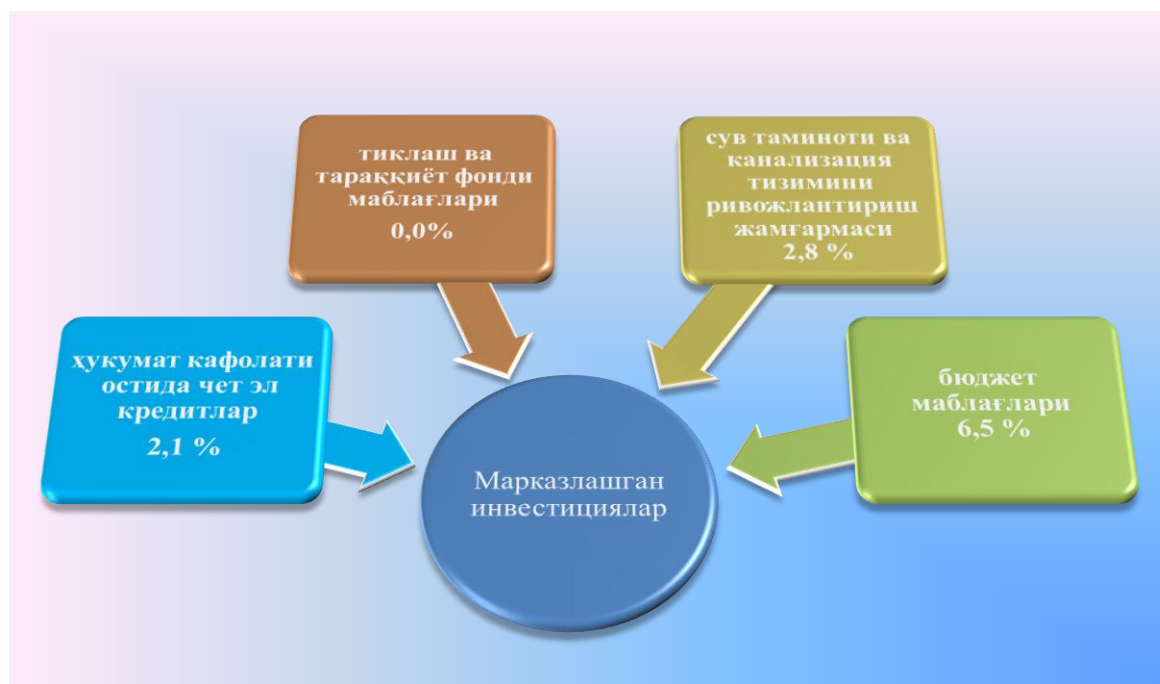 тиклаш ва
тараққиёт фонди
маблағлари
0,0%
сув таминоти ва
канализация
тизимини
ривожлантириш
жамғармаси
2,8 %
ҳукумат кафолати
остида чет эл
кредитлар
2,1 %
бюджет
маблағлари
6,5 %
Марказлашган
инвестициялар